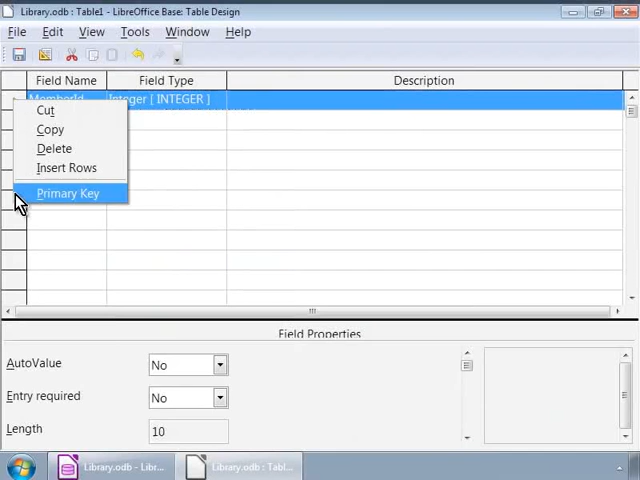 Library.odb : Table1 - LibreOffice Base: Table Design
File Edit View Tools Window Help
Field Name Field Type Description
MemberId Integer [ INTEGER ]
Cut
Copy
Delete
Insert Rows
Primary Key
Field Properties
AutoValue No
Entry required No
Length 10
Library.odb - Libr... Library.odb : Tabl...